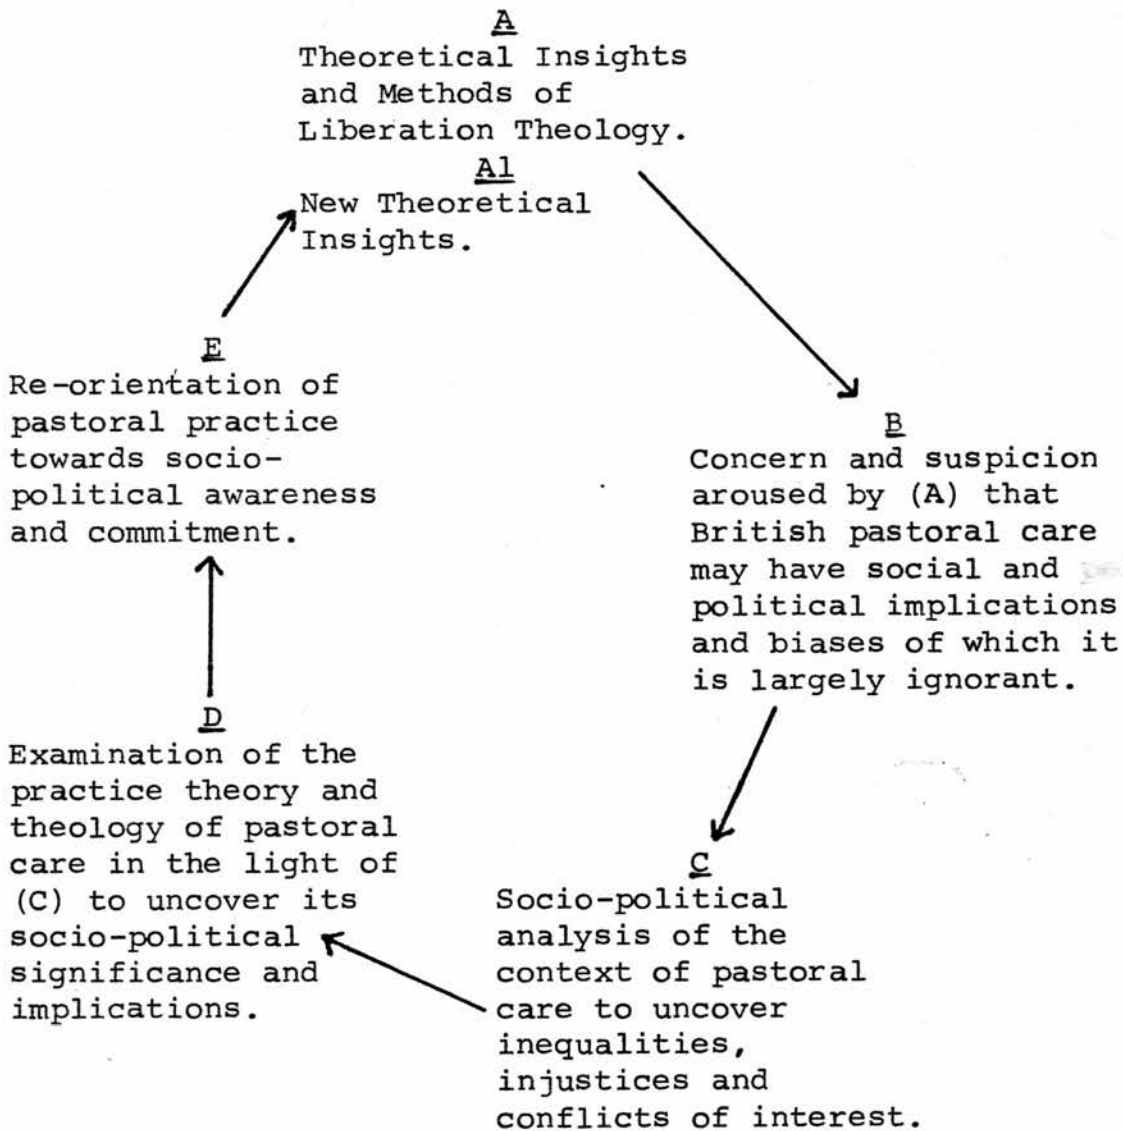 A
Theoretical Insights
and Methods of
Liberation Theology.
A1
New Theoretical
Insights.
B
Concern and suspicion
aroused by (A) that
British pastoral care
may have social and
political implications
and biases of which it
is largely ignorant.
C
Socio-political
analysis of the
context of pastoral
care to uncover
inequalities,
injustices and
conflicts of interest.
D
Examination of the
practice theory and
theology of pastoral
care in the light of
(C) to uncover its
socio-political
significance and
implications.
E
Re-orientation of
pastoral practice
towards socio-
political awareness
and commitment.